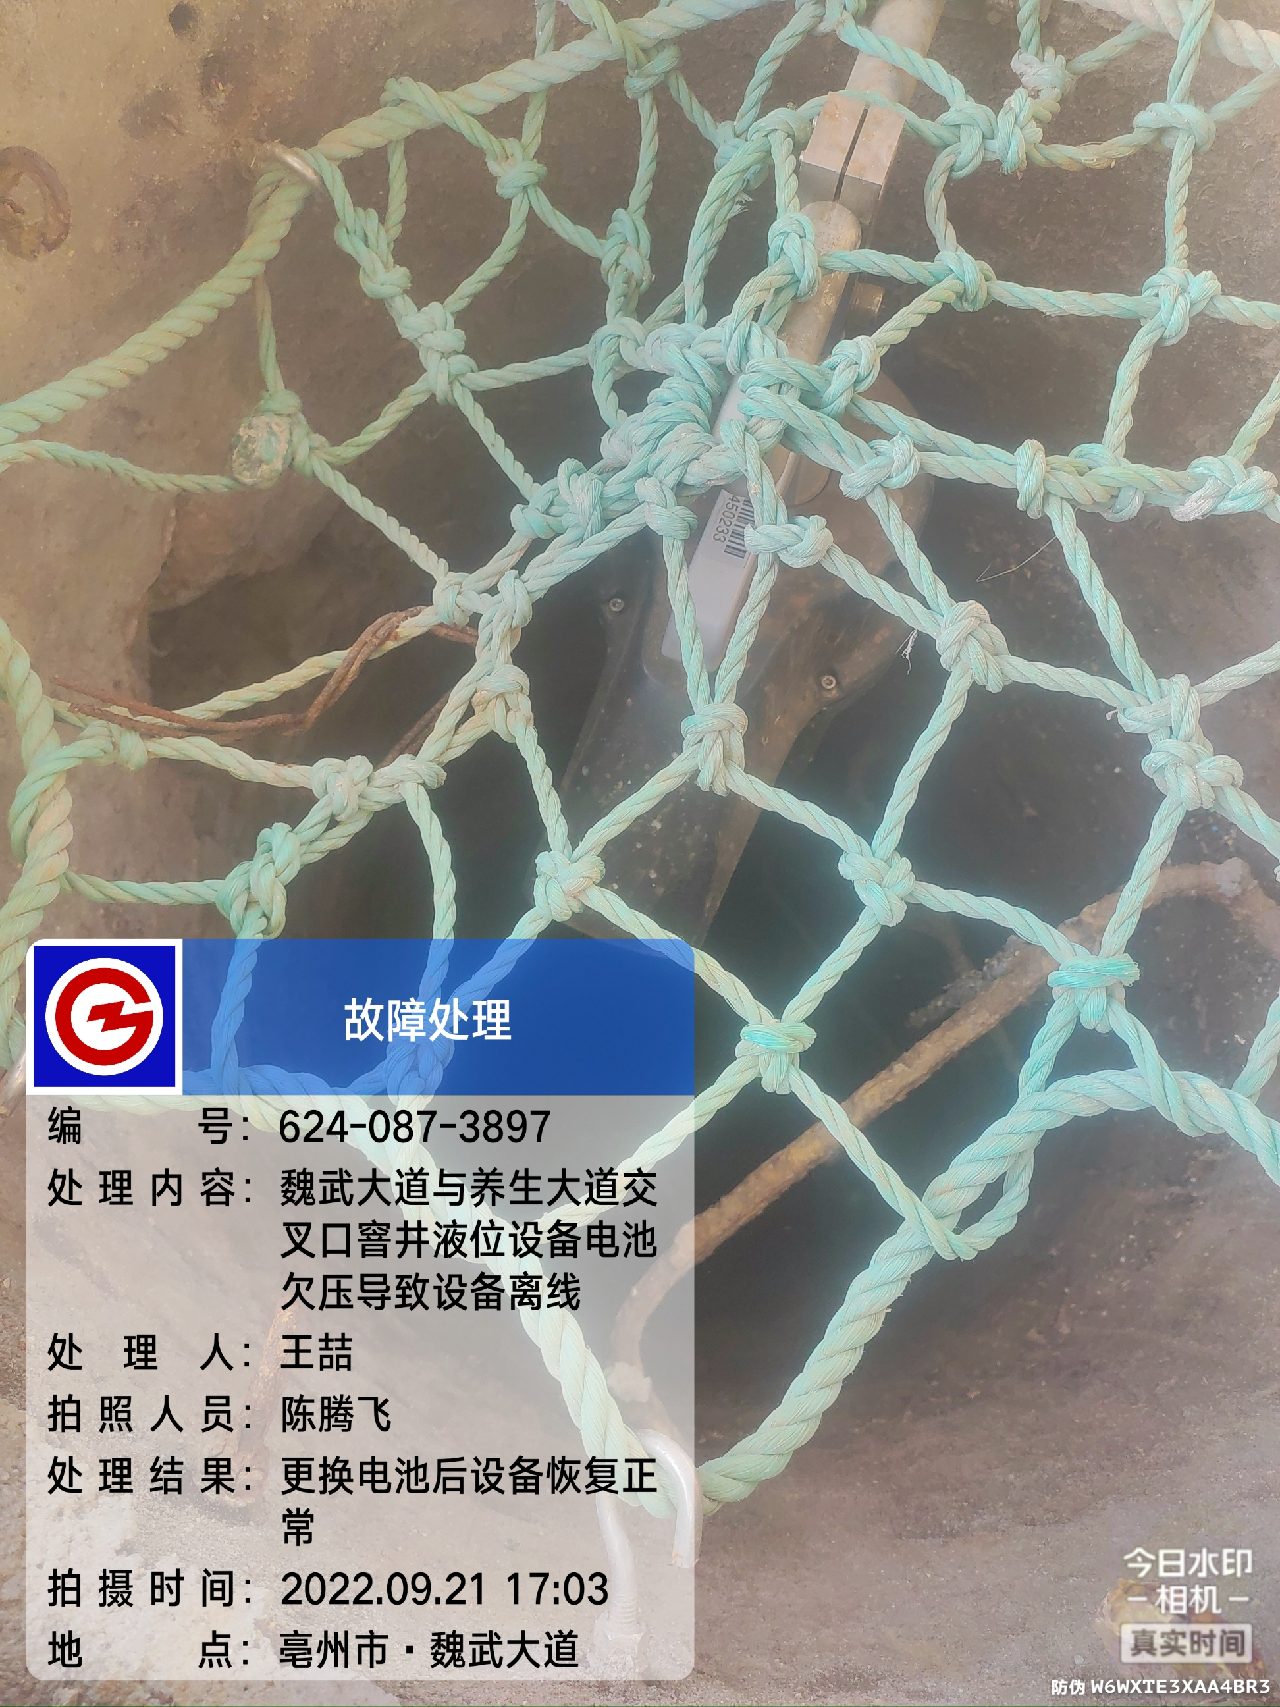 450233
故障处理
编号：624-087-3897
处理内容：魏武大道与养生大道交
叉口窨井液位设备电池
欠压导致设备离线
处理人：王喆
拍照人员：陈腾飞
处理结果：更换电池后设备恢复正
常
拍摄时间：2022.09.21 17:03
地点：亳州市·魏武大道
今日水印
-相机-
真实时间
防伪 W6WXTE3XAA4BR3